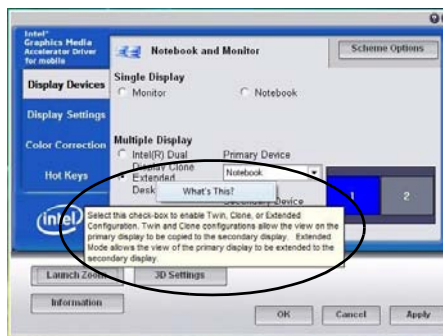 Intel®
Graphics Media
Accelerator Driver
for mobile
Notebook and Monitor
Scheme Options
Display Devices
Single Display
Monitor
Notebook
Display Settings
Color Correction
Multiple Display
Intel(R) Dual
Primary Device
Display Clone
Notebook
Hot Keys
Extended
Desk
What's This?
Secondary Device
1
2
intel
Select this check-box to enable Twin, Clone, or Extended
Configuration. Twin and Clone configurations allow the view on the
primary display to be copied to the secondary display. Extended
Mode allows the view of the primary display to be extended to the
secondary display.
Launch Zoom
3D Settings
Information
OK
Cancel
Apply